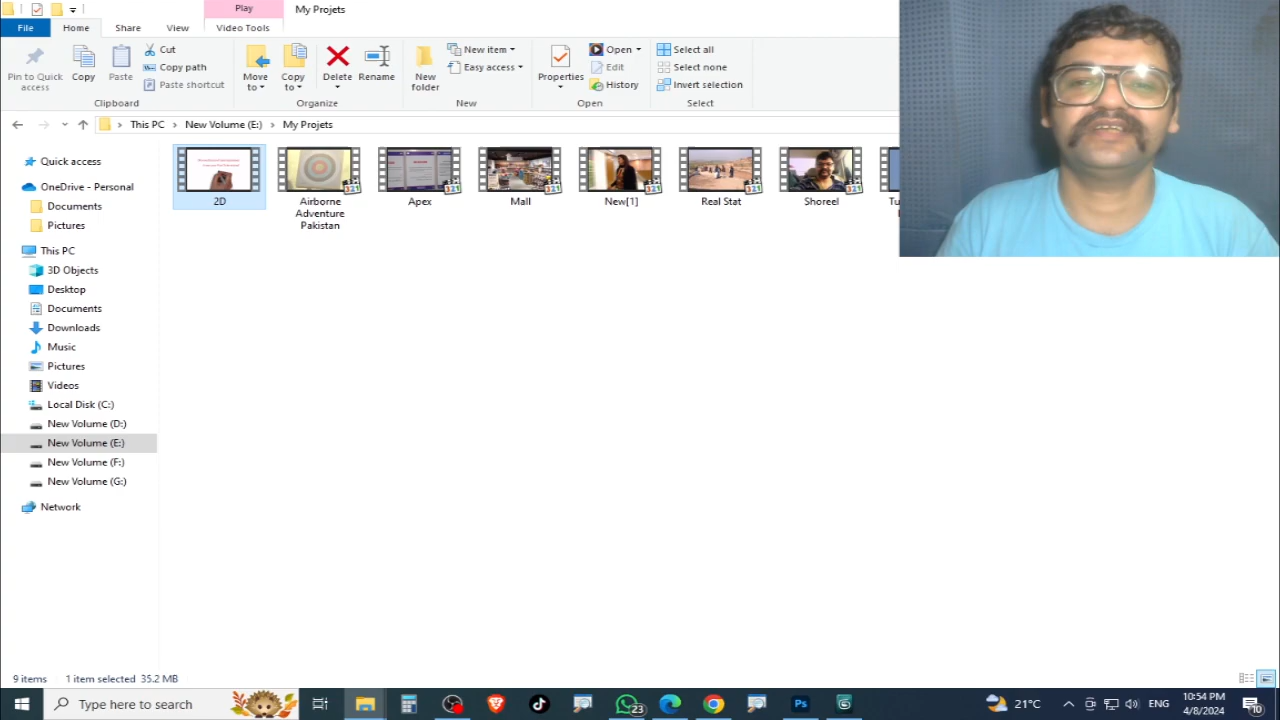 Play
My Projets
File
Home
Share
View
Video Tools
Pin to Quick
access
Copy
Paste
Cut
Copy path
Paste shortcut
Clipboard
Move
to
Copy
to
Delete
Rename
Organize
New
folder
New item
Easy access
New
Properties
Open
Edit
History
Open
Select all
Select none
Invert selection
Select
This PC
New Volume (E:)
My Projets
Quick access
OneDrive - Personal
Documents
Pictures
This PC
3D Objects
Desktop
Documents
Downloads
Music
Pictures
Videos
Local Disk (C:)
New Volume (D:)
New Volume (E:)
New Volume (F:)
New Volume (G:)
Network
2D
Airborne
Adventure
Pakistan
Apex
Mall
New[1]
Real Stat
Shoreel
9 items
1 item selected 35.2 MB
Type here to search
23
Ps
21°C
ENG
10:54 PM
4/8/2024
10